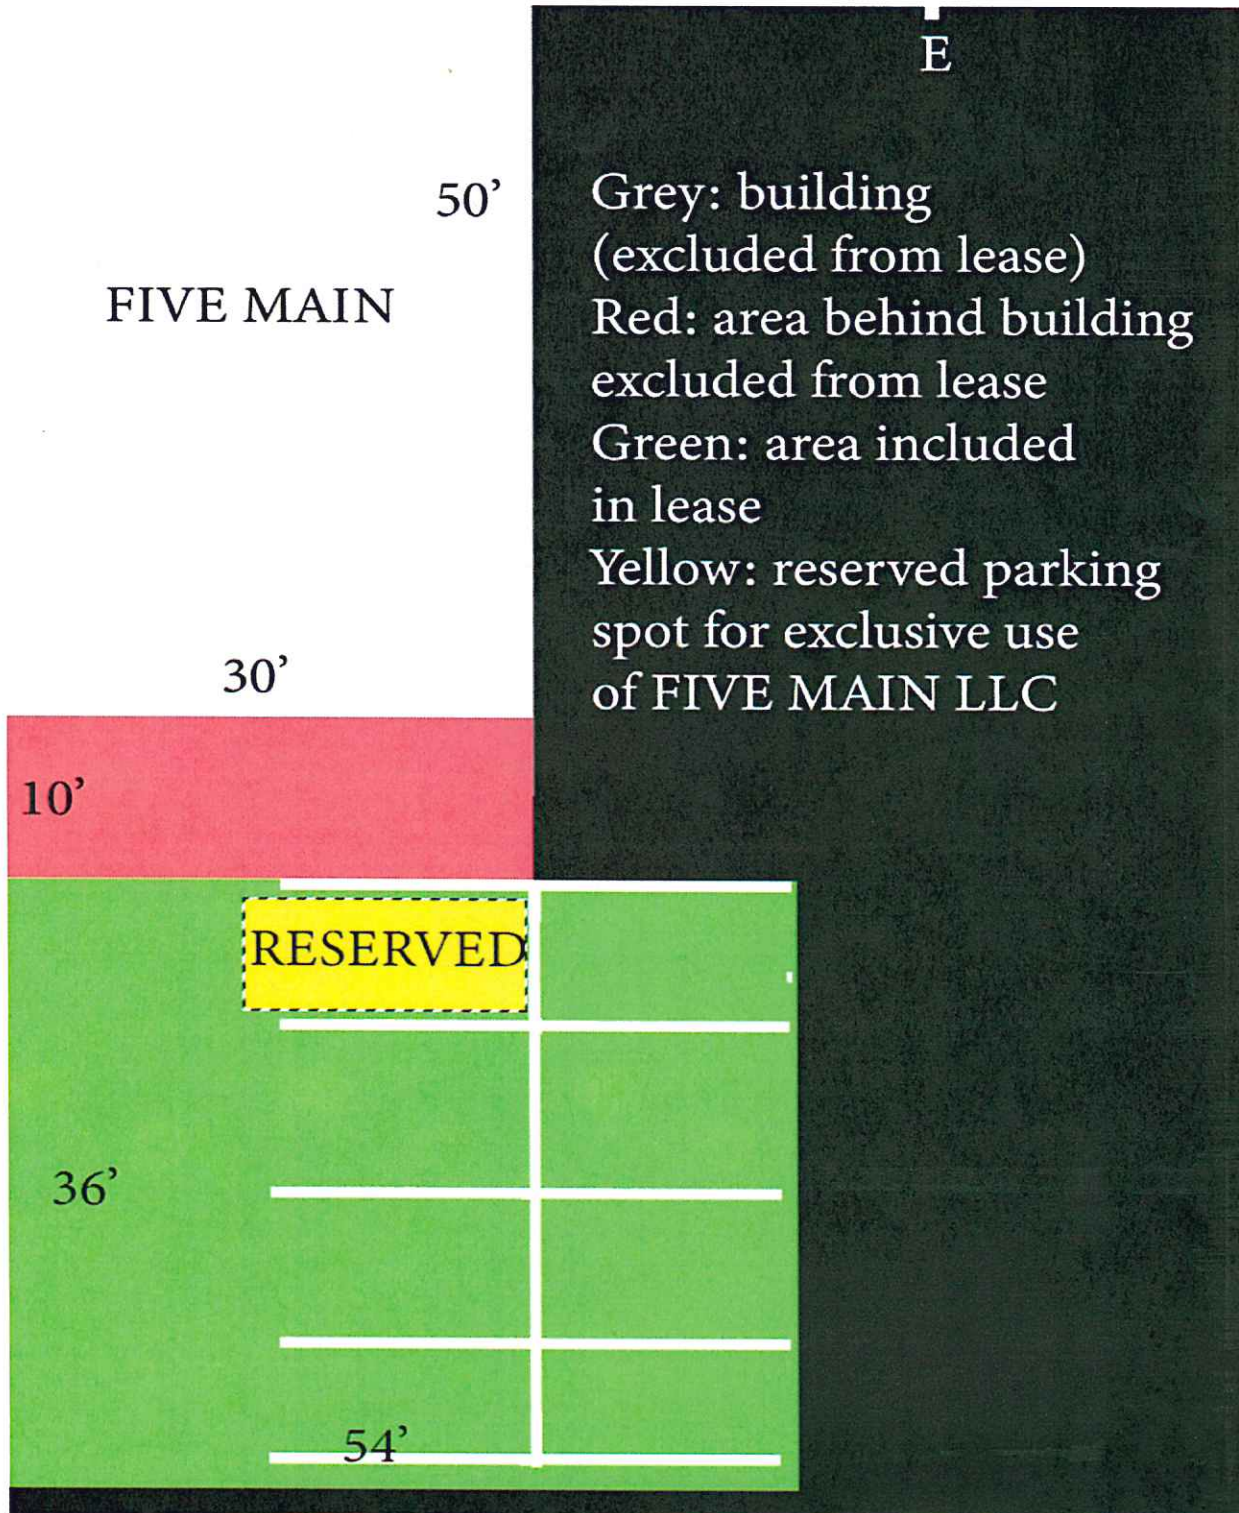 E
50’
FIVE MAIN
30’
Grey: building
(excluded from lease)
Red: area behind building
excluded from lease
Green: area included
in lease
Yellow: reserved parking
spot for exclusive use
of FIVE MAIN LLC
10’
RESERVED
36’
54’